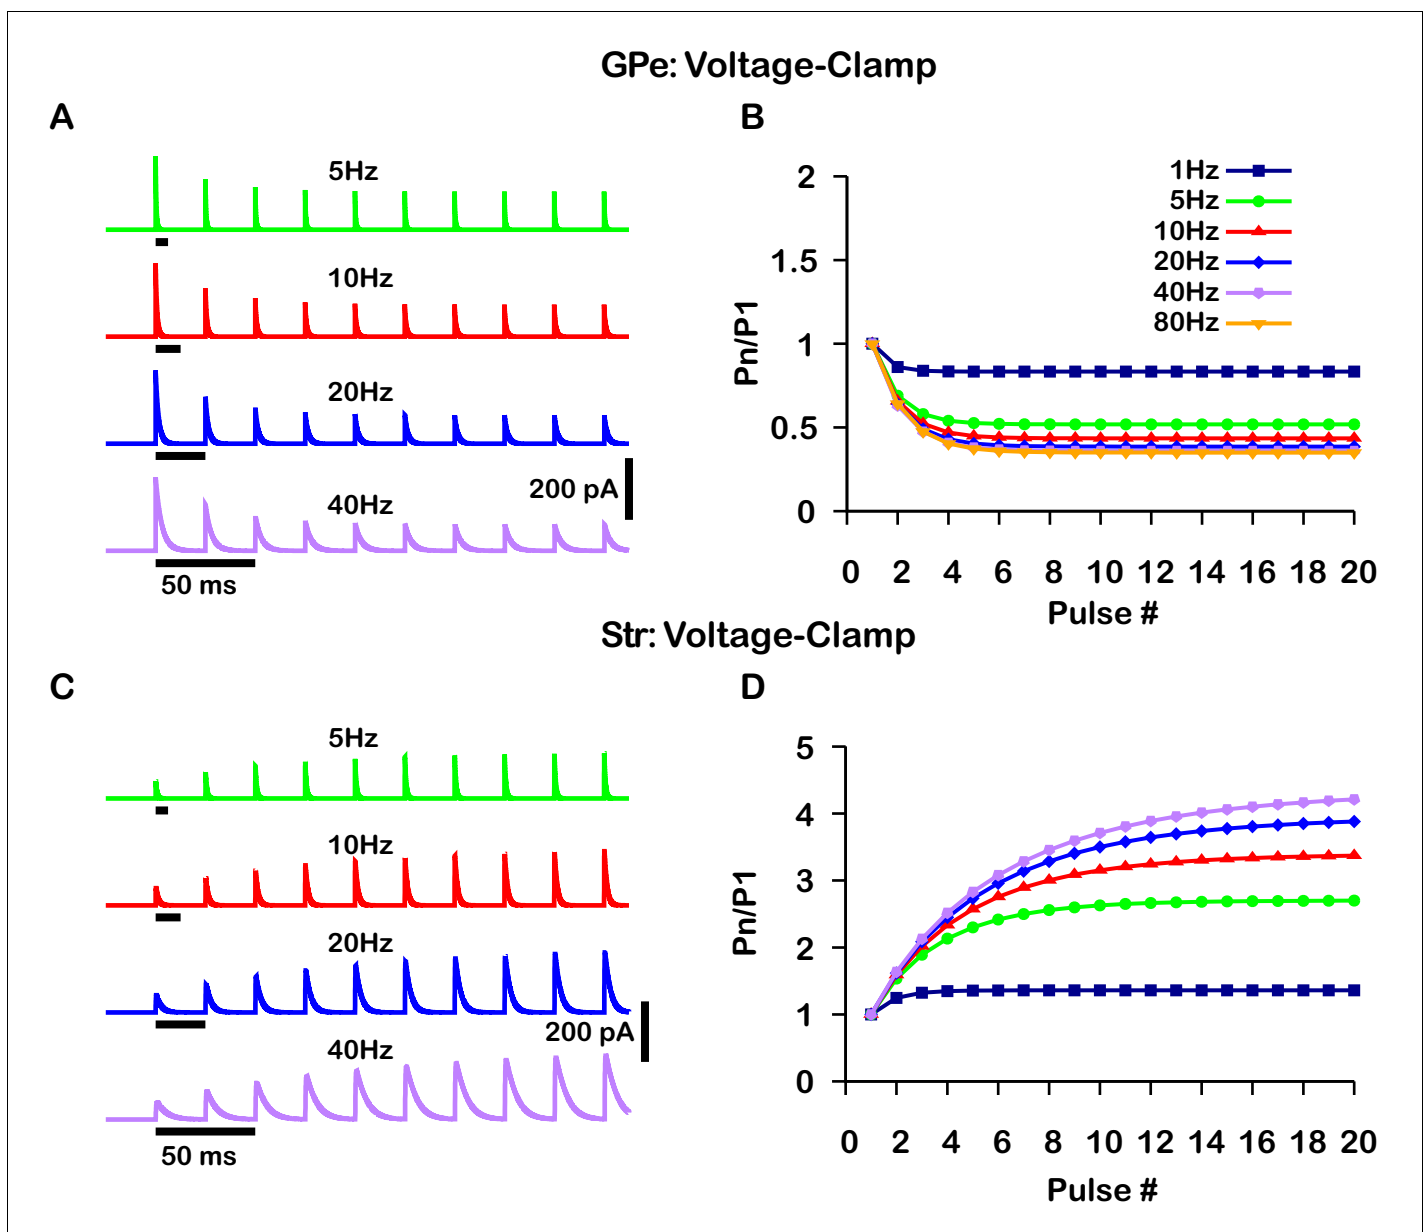 GPe: Voltage-Clamp
A
5Hz
10Hz
20Hz
200 pA
40Hz
50 ms
B
2
1.5
1
0.5
0
Pn/P1
1Hz
5Hz
10Hz
20Hz
40Hz
80Hz
0 2 4 6 8 10 12 14 16 18 20
Pulse #
Str: Voltage-Clamp
C
5Hz
10Hz
20Hz
200 pA
40Hz
50 ms
D
5
4
3
2
1
0
Pn/P1
0 2 4 6 8 10 12 14 16 18 20
Pulse #